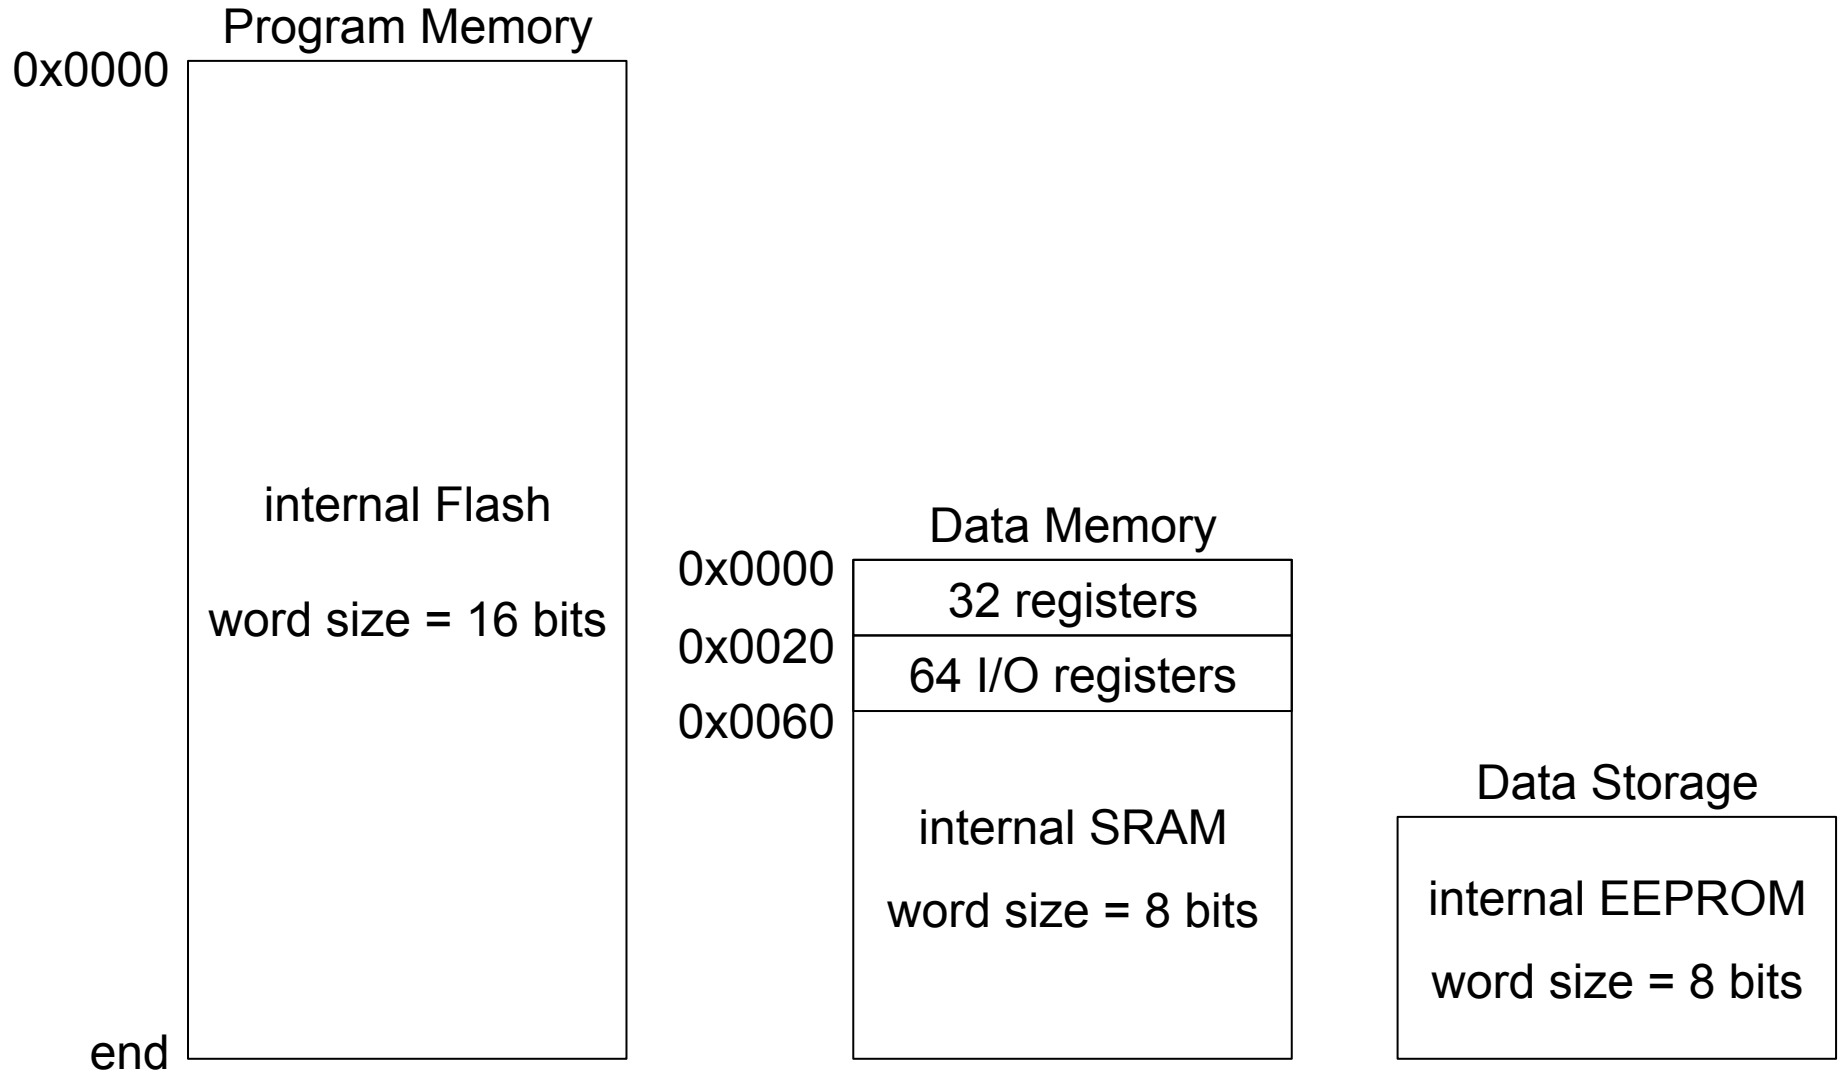 Program Memory
0x0000
internal Flash
word size = 16 bits
end
Data Memory
0x0000
32 registers
0x0020
64 I/O registers
0x0060
internal SRAM
word size = 8 bits
Data Storage
internal EEPROM
word size = 8 bits